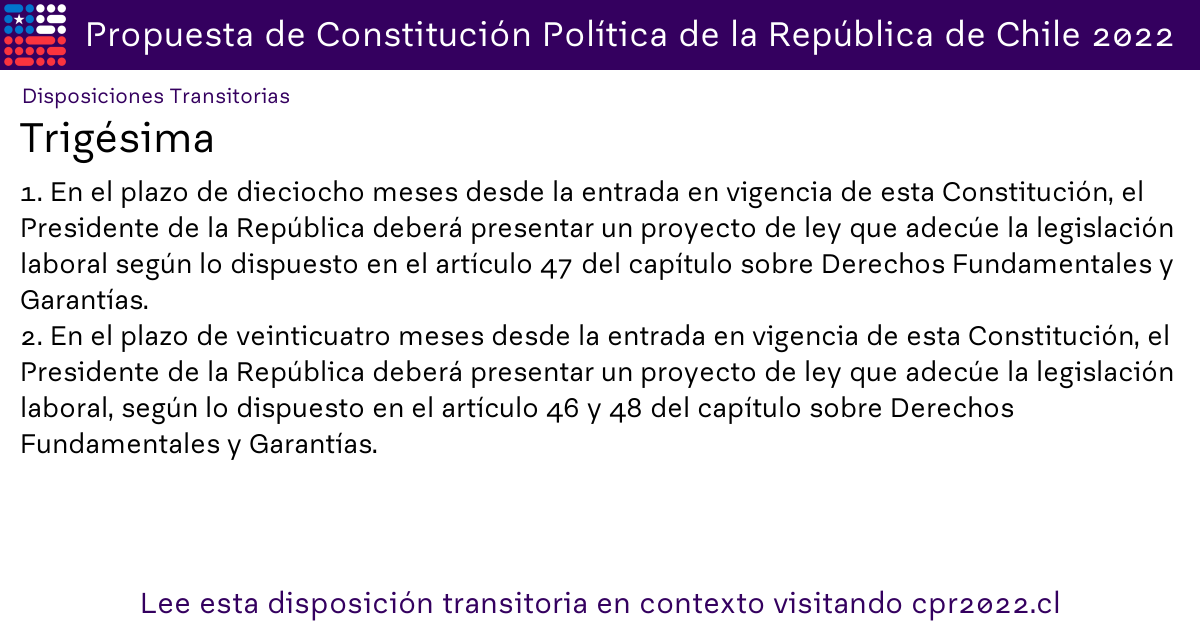 Propuesta de Constitución Política de la República de Chile 2022
Disposiciones Transitorias
Trigésima
1. En el plazo de dieciocho meses desde la entrada en vigencia de esta Constitución, el
Presidente de la República deberá presentar un proyecto de ley que adecúe la legislación
laboral según lo dispuesto en el artículo 47 del capítulo sobre Derechos Fundamentales y
Garantías.
2. En el plazo de veinticuatro meses desde la entrada en vigencia de esta Constitución, el
Presidente de la República deberá presentar un proyecto de ley que adecúe la legislación
laboral, según lo dispuesto en el artículo 46 y 48 del capítulo sobre Derechos
Fundamentales y Garantías.
Lee esta disposición transitoria en contexto visitando cpr2022.cl